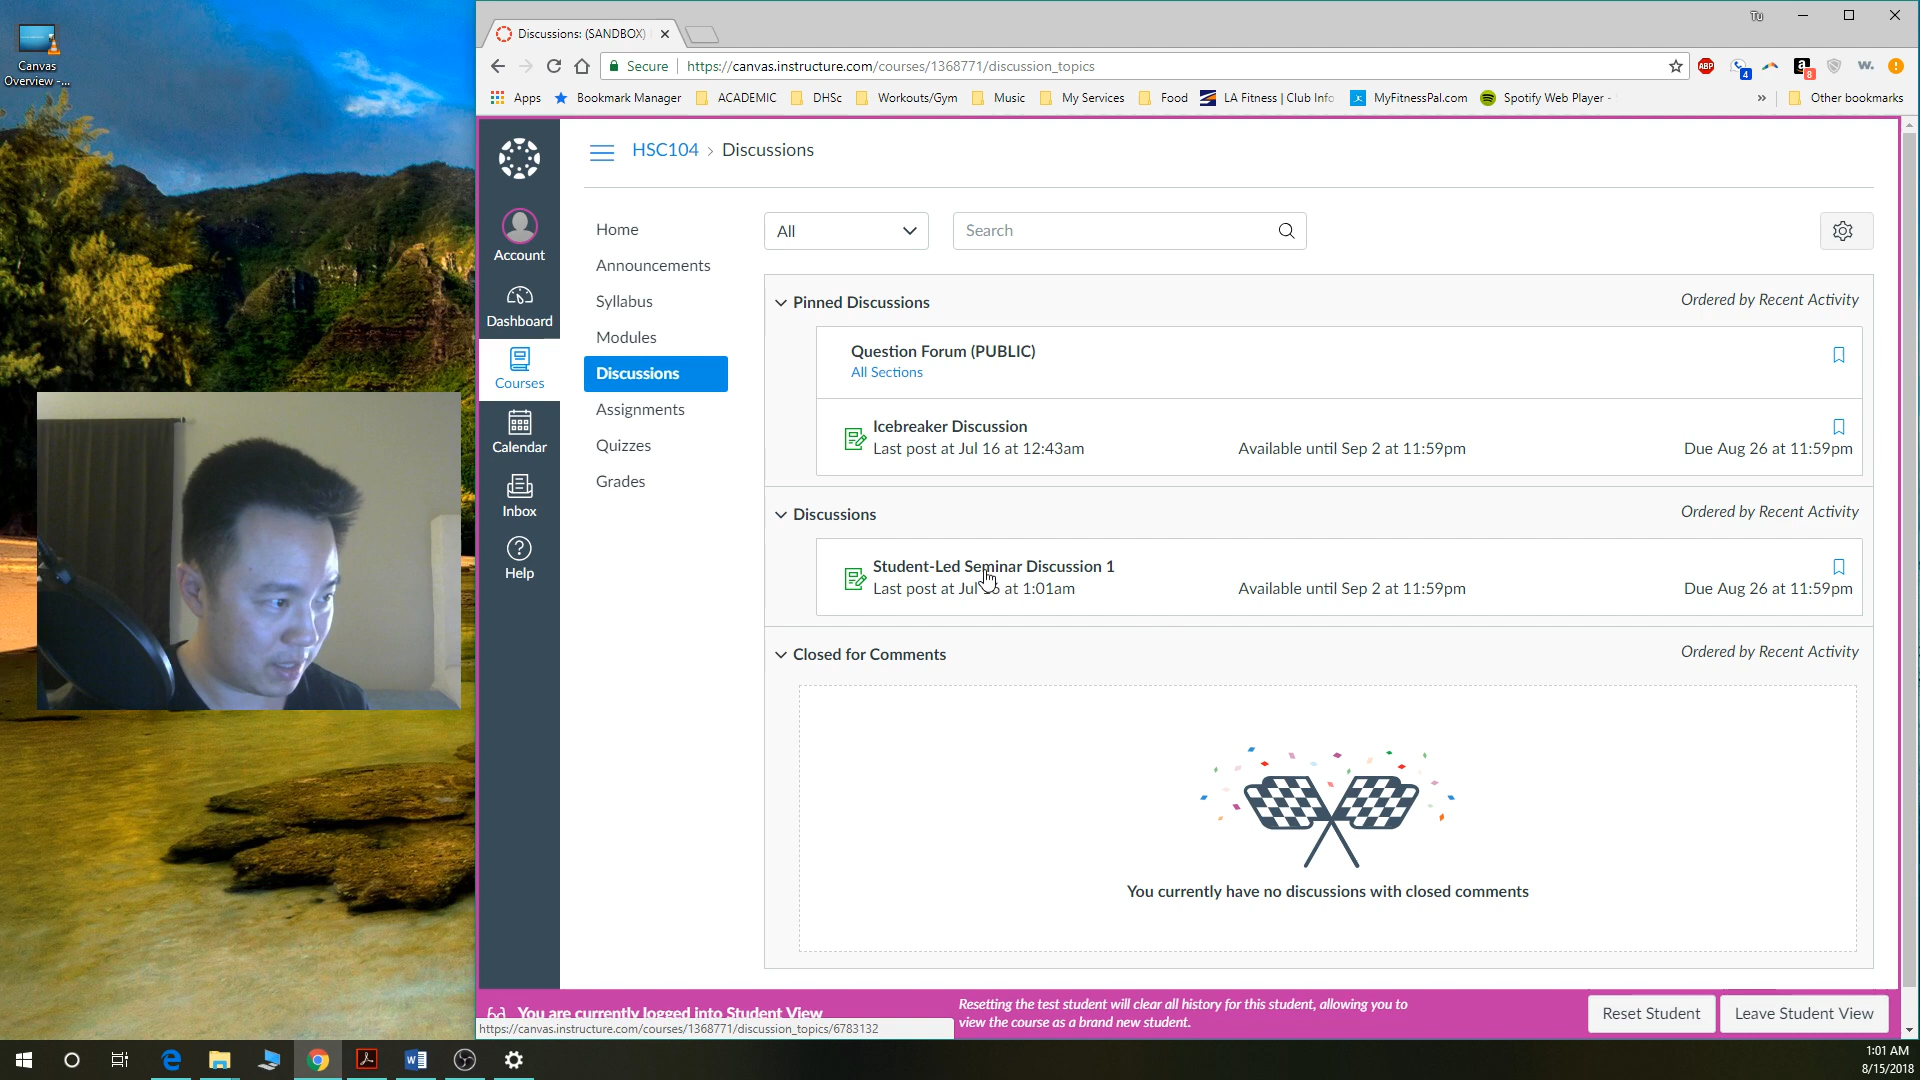 Canvas
Overview -...
Discussions: (SANDBOX)
Tu
Secure
https://canvas.instructure.com/courses/1368771/discussion_topics
ABP
4
a
8
w.
Apps
Bookmark Manager
ACADEMIC
DHSc
Workouts/Gym
Music
My Services
Food
LA Fitness | Club Info
MyFitnessPal.com
Spotify Web Player -
»
Other bookmarks
HSC104 › Discussions
Account
Dashboard
Courses
Calendar
Inbox
Help
Home
Announcements
Syllabus
Modules
Discussions
Assignments
Quizzes
Grades
All
Search
Pinned Discussions
Ordered by Recent Activity
Question Forum (PUBLIC)
All Sections
Icebreaker Discussion
Last post at Jul 16 at 12:43am
Available until Sep 2 at 11:59pm
Due Aug 26 at 11:59pm
Discussions
Ordered by Recent Activity
Student-Led Seminar Discussion 1
Last post at Jul at 1:01am
Available until Sep 2 at 11:59pm
Due Aug 26 at 11:59pm
Closed for Comments
Ordered by Recent Activity
You currently have no discussions with closed comments
You are currently logged into Student View
Resetting the test student will clear all history for this student, allowing you to
view the course as a brand new student.
Reset Student
Leave Student View
https://canvas.instructure.com/courses/1368771/discussion_topics/6783132
1:01 AM
8/15/2018